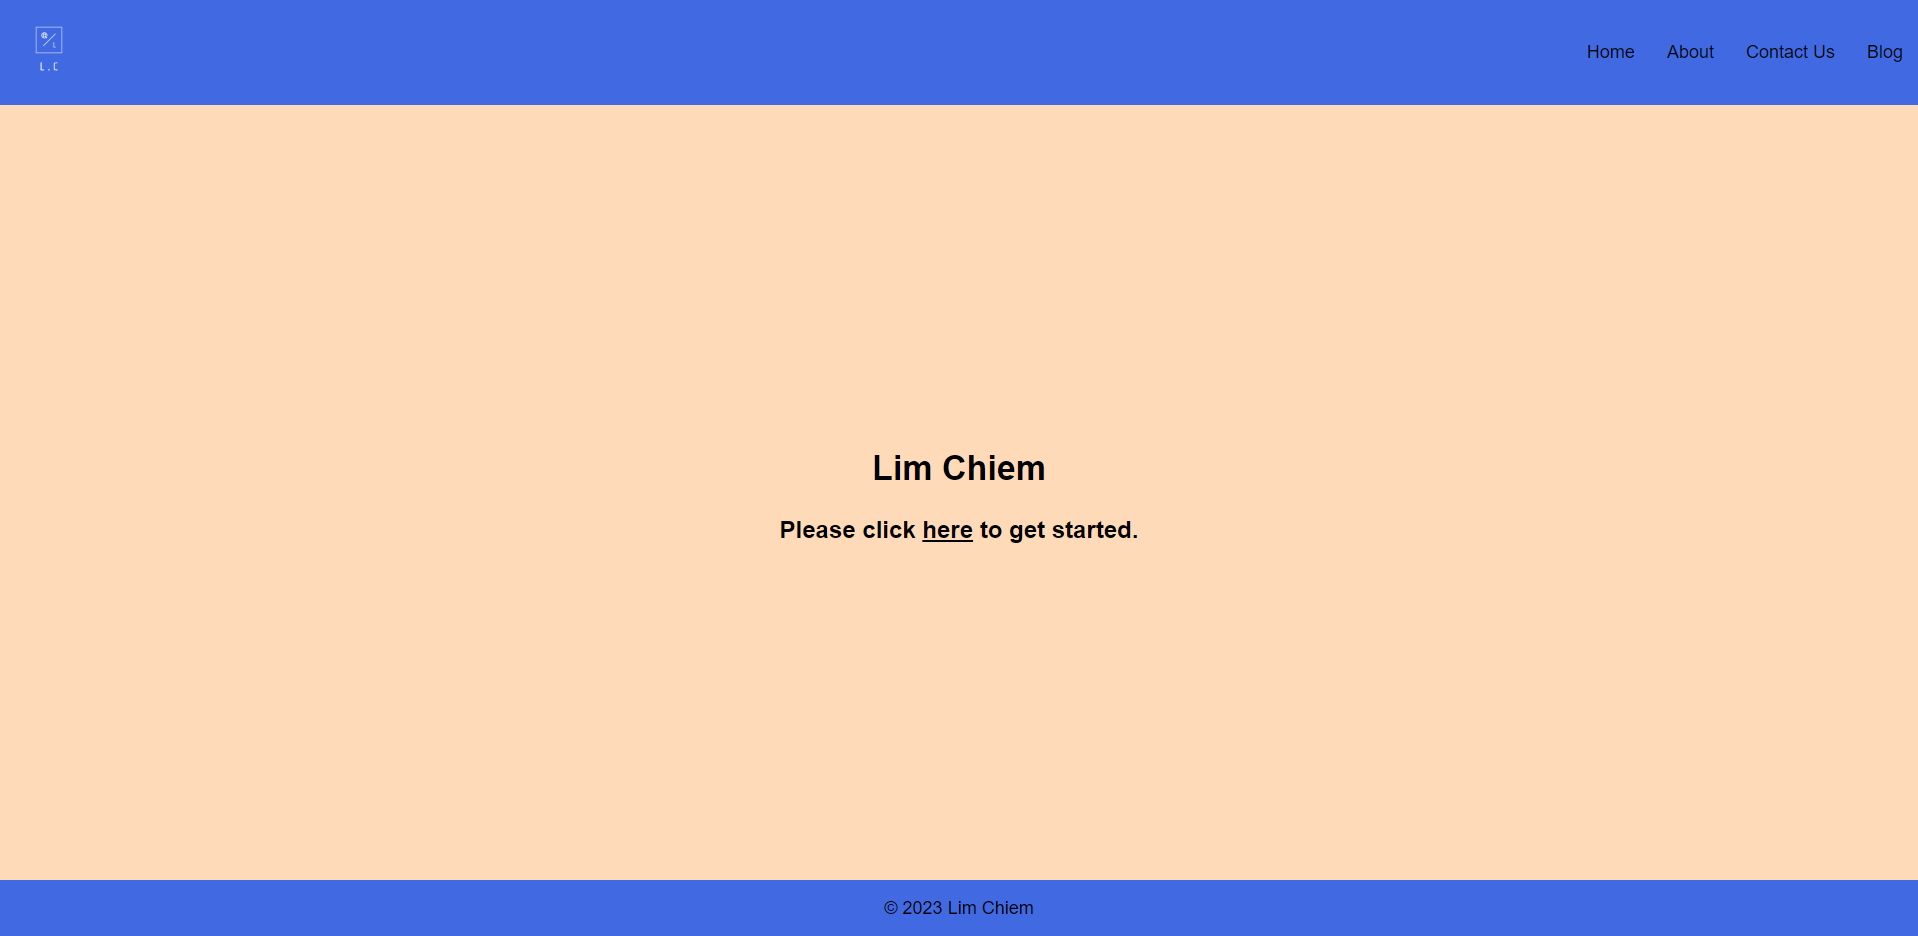 L.C
Home About Contact Us Blog
Lim Chiem
Please click here to get started.
© 2023 Lim Chiem